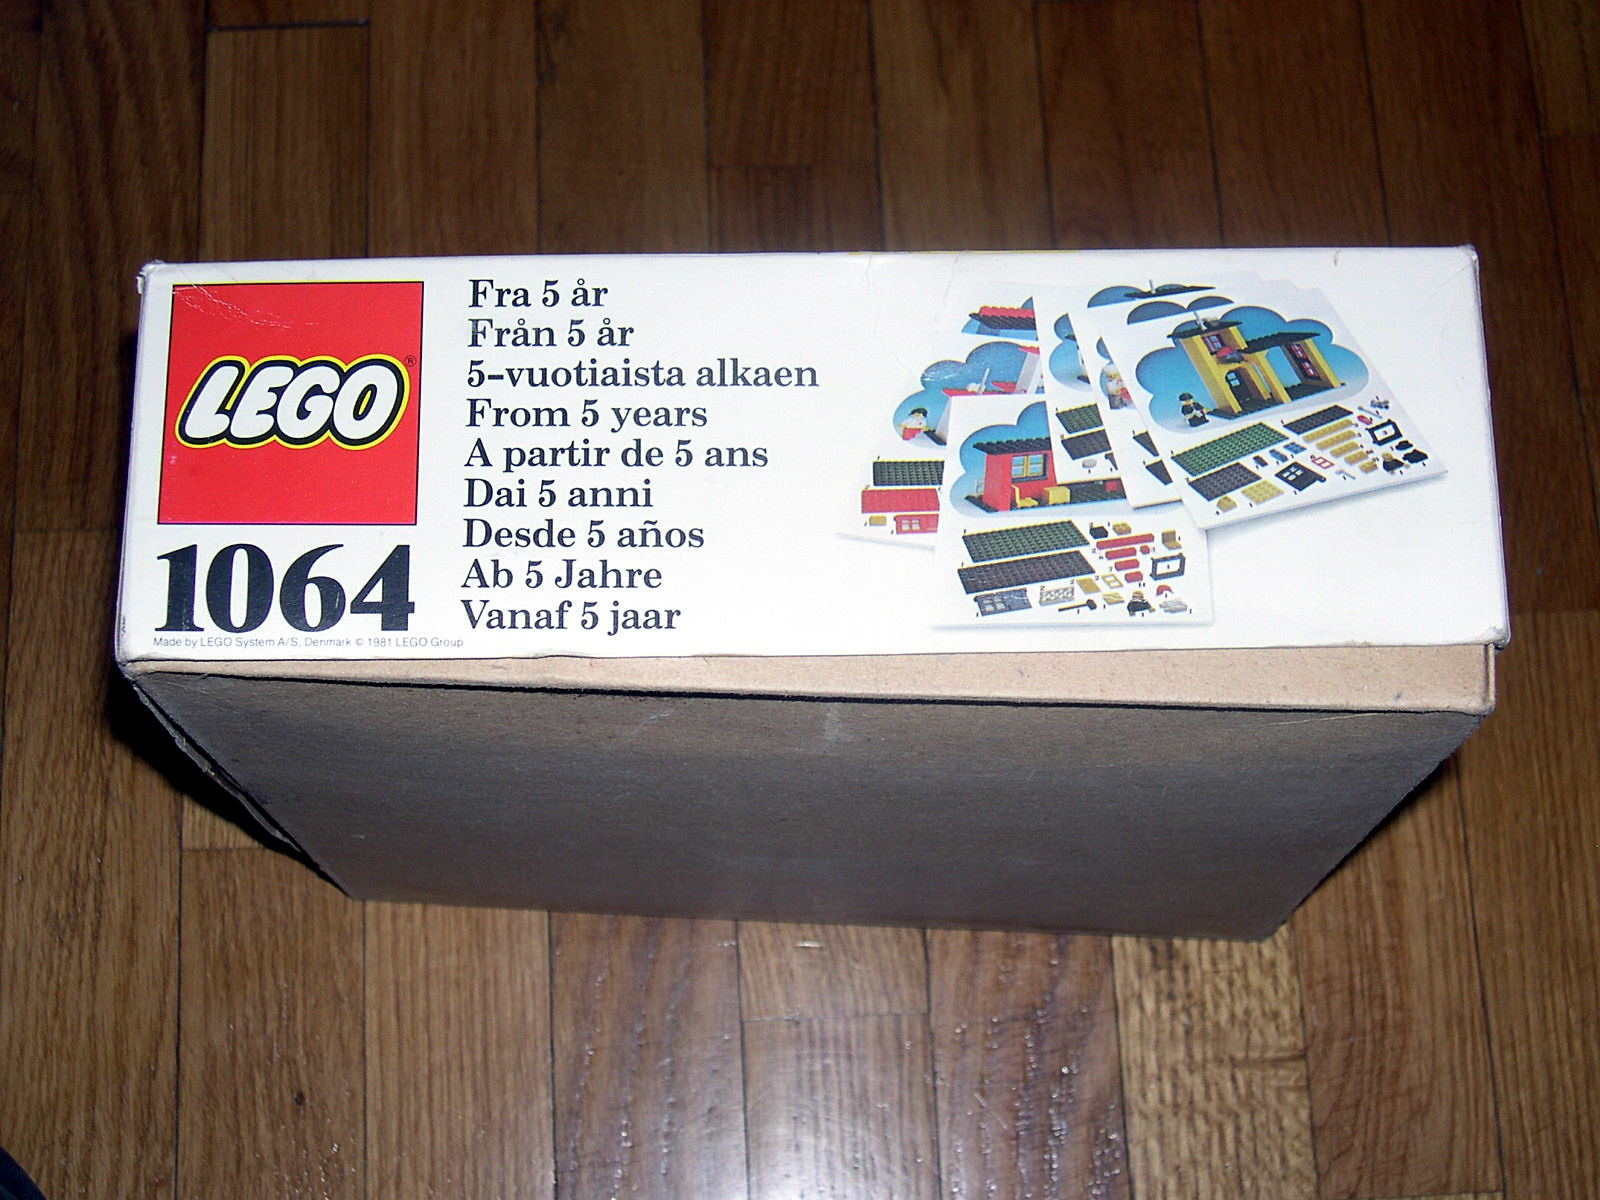 LEGO®
1064
Made by LEGO System A/S, Denmark © 1981 LEGO Group
Fra 5 år
Från 5 år
5-vuotiaista alkaen
From 5 years
A partir de 5 ans
Dai 5 anni
Desde 5 años
Ab 5 Jahre
Vanaf 5 jaar